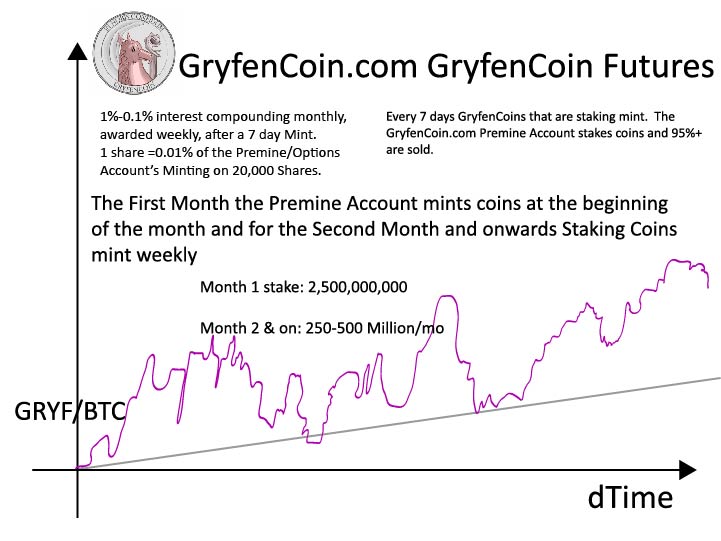 GryfenCoin.com GryfenCoin Futures
1%-0.1% interest compounding monthly,
awarded weekly, after a 7 day Mint.
1 share =0.01% of the Premine/Options
Account's Minting on 20,000 Shares.
Every 7 days GryfenCoins that are staking mint.  The
GryfenCoin.com Premine Account stakes coins and 95%+
are sold.
The First Month the Premine Account mints coins at the beginning
of the month and for the Second Month and onwards Staking Coins
mint weekly
Month 1 stake: 2,500,000,000
Month 2 & on: 250-500 Million/mo
GRYF/BTC
dTime